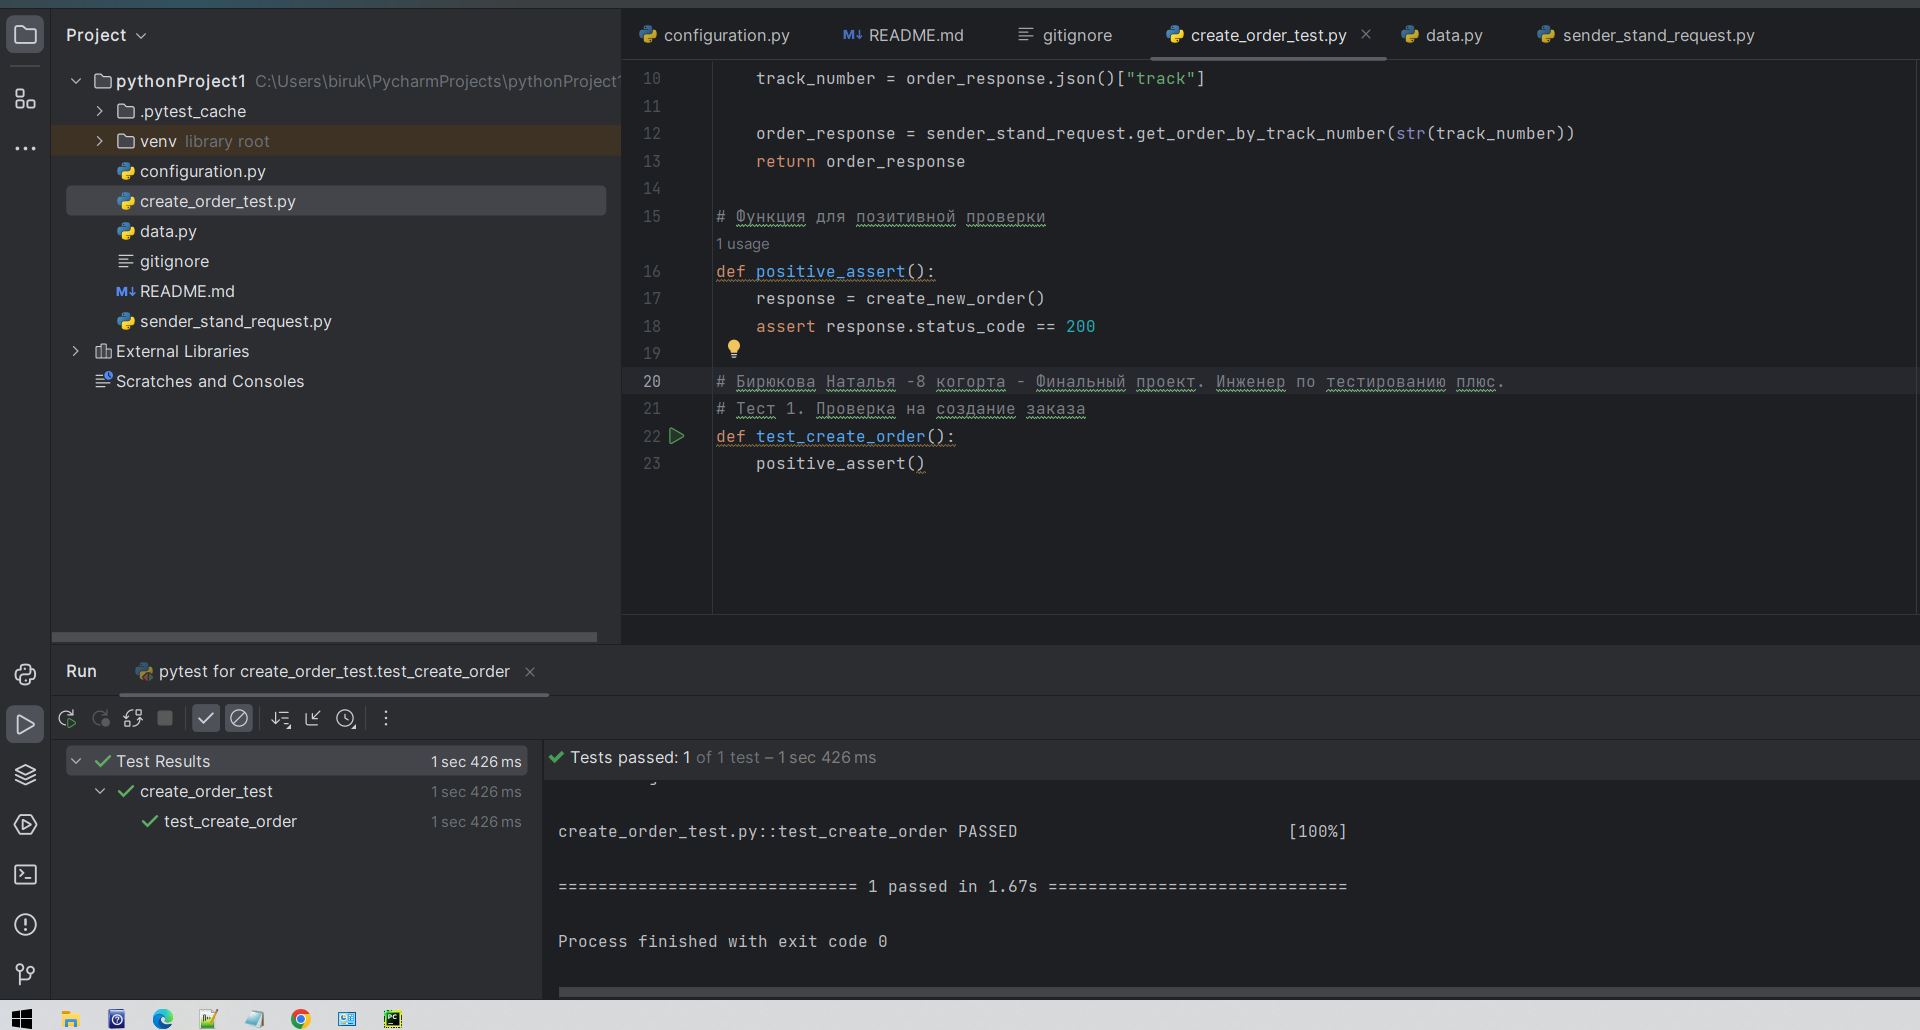 Project
configuration.py
README.md
gitignore
create_order_test.py
data.py
sender_stand_request.py
pythonProject1 C:\Users\biruk\PycharmProjects\pythonProject1
.pytest_cache
venv library root
configuration.py
create_order_test.py
data.py
gitignore
README.md
sender_stand_request.py
External Libraries
Scratches and Consoles
10 track_number = order_response.json()["track"]
11
12 order_response = sender_stand_request.get_order_by_track_number(str(track_number))
13 return order_response
14
15 # Функция для позитивной проверки
1 usage
16 def positive_assert():
17 response = create_new_order()
18 assert response.status_code == 200
19
20 # Бирюкова Наталья -8 когорта - Финальный проект. Инженер по тестированию плюс.
21 # Тест 1. Проверка на создание заказа
22 def test_create_order():
23 positive_assert()
Run
pytest for create_order_test.test_create_order
Test Results 1 sec 426 ms
create_order_test 1 sec 426 ms
test_create_order 1 sec 426 ms
Tests passed: 1 of 1 test – 1 sec 426 ms
create_order_test.py::test_create_order PASSED [100%]
============================== 1 passed in 1.67s ==============================
Process finished with exit code 0